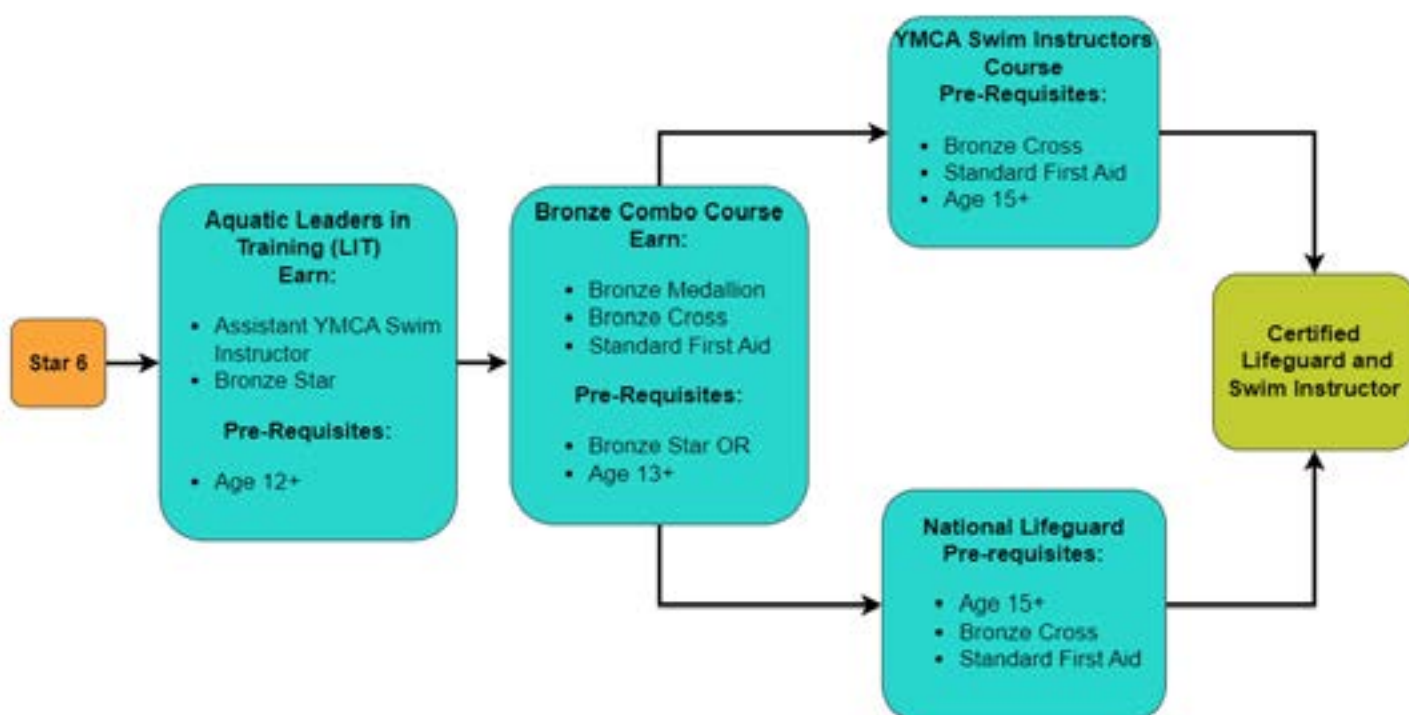 Star 6
Aquatic Leaders in
Training (LIT)
Earn:
• Assistant YMCA Swim
Instructor
• Bronze Star
Pre-Requisites:
• Age 12+
Bronze Combo Course
Earn:
• Bronze Medallion
• Bronze Cross
• Standard First Aid
Pre-Requisites:
• Bronze Star OR
• Age 13+
YMCA Swim Instructors
Course
Pre-Requisites:
• Bronze Cross
• Standard First Aid
• Age 15+
National Lifeguard
Pre-requisites:
• Age 15+
• Bronze Cross
• Standard First Aid
Certified
Lifeguard and
Swim Instructor